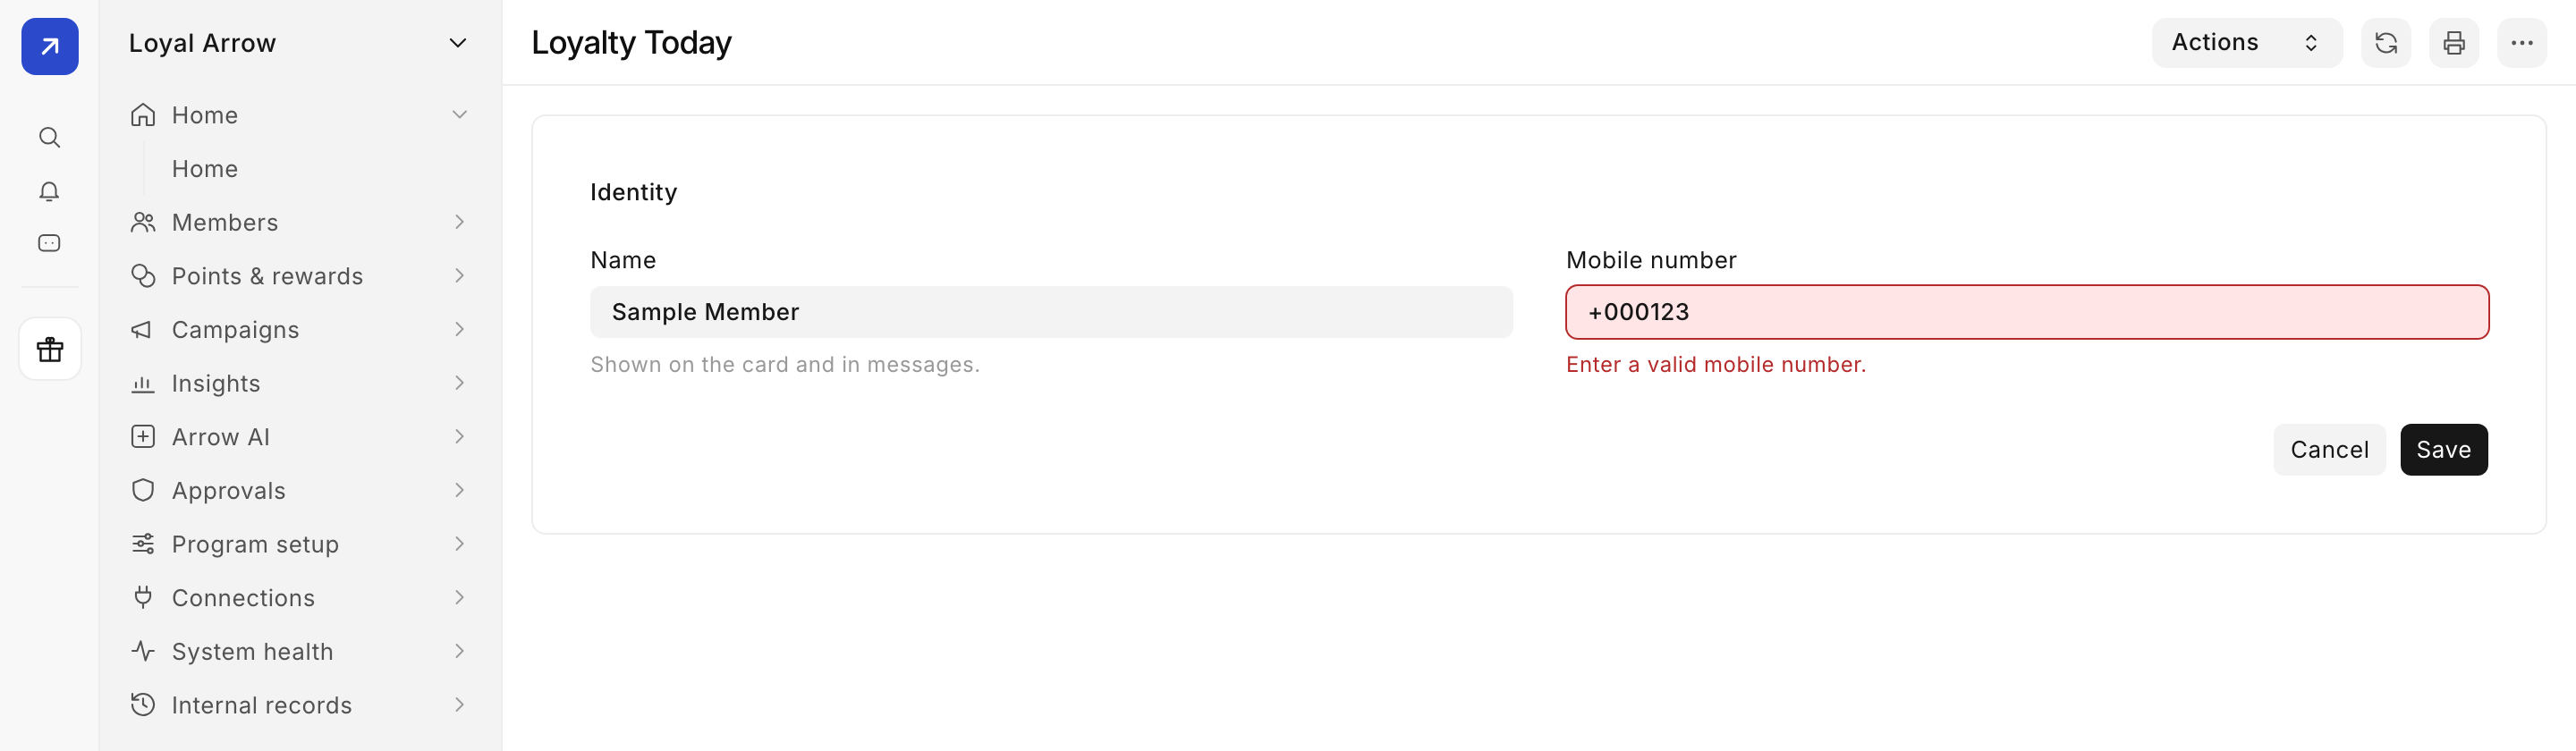 Loyal Arrow
Home
Home
Members
Points & rewards
Campaigns
Insights
Arrow AI
Approvals
Program setup
Connections
System health
Internal records
Loyalty Today
Actions
Identity
Name
Sample Member
Shown on the card and in messages.
Mobile number
+000123
Enter a valid mobile number.
Cancel
Save